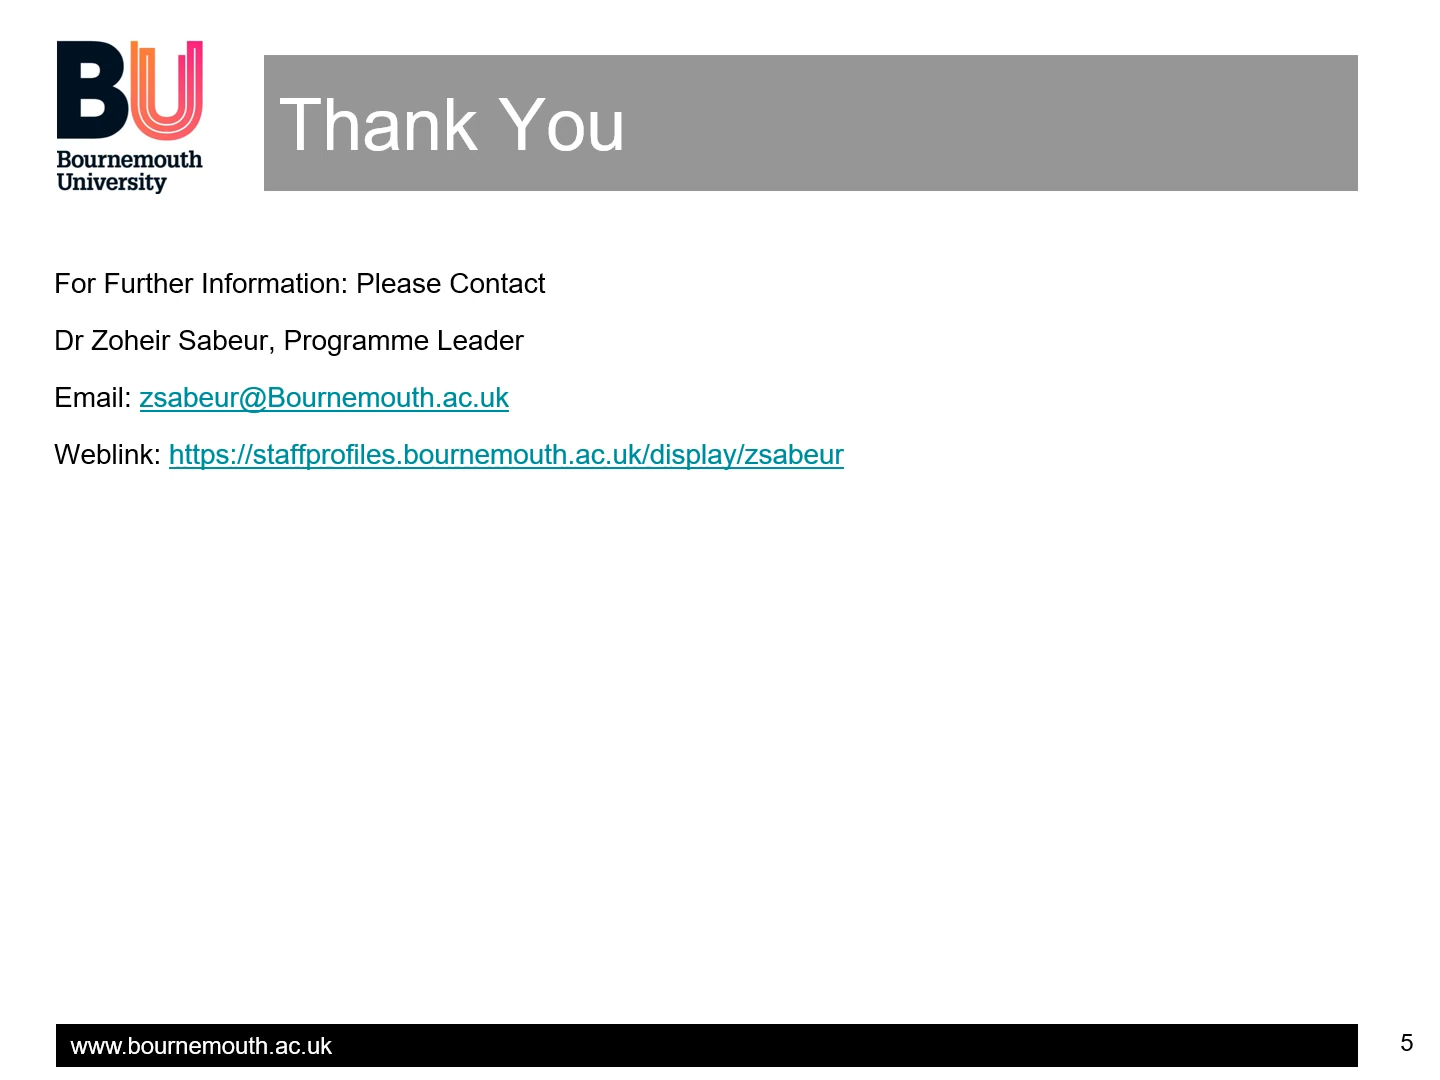 BU
Bournemouth
University
Thank You
For Further Information: Please Contact
Dr Zoheir Sabeur, Programme Leader
Email: zsabeur@Bournemouth.ac.uk
Weblink: https://staffprofiles.bournemouth.ac.uk/display/zsabeur
www.bournemouth.ac.uk
5